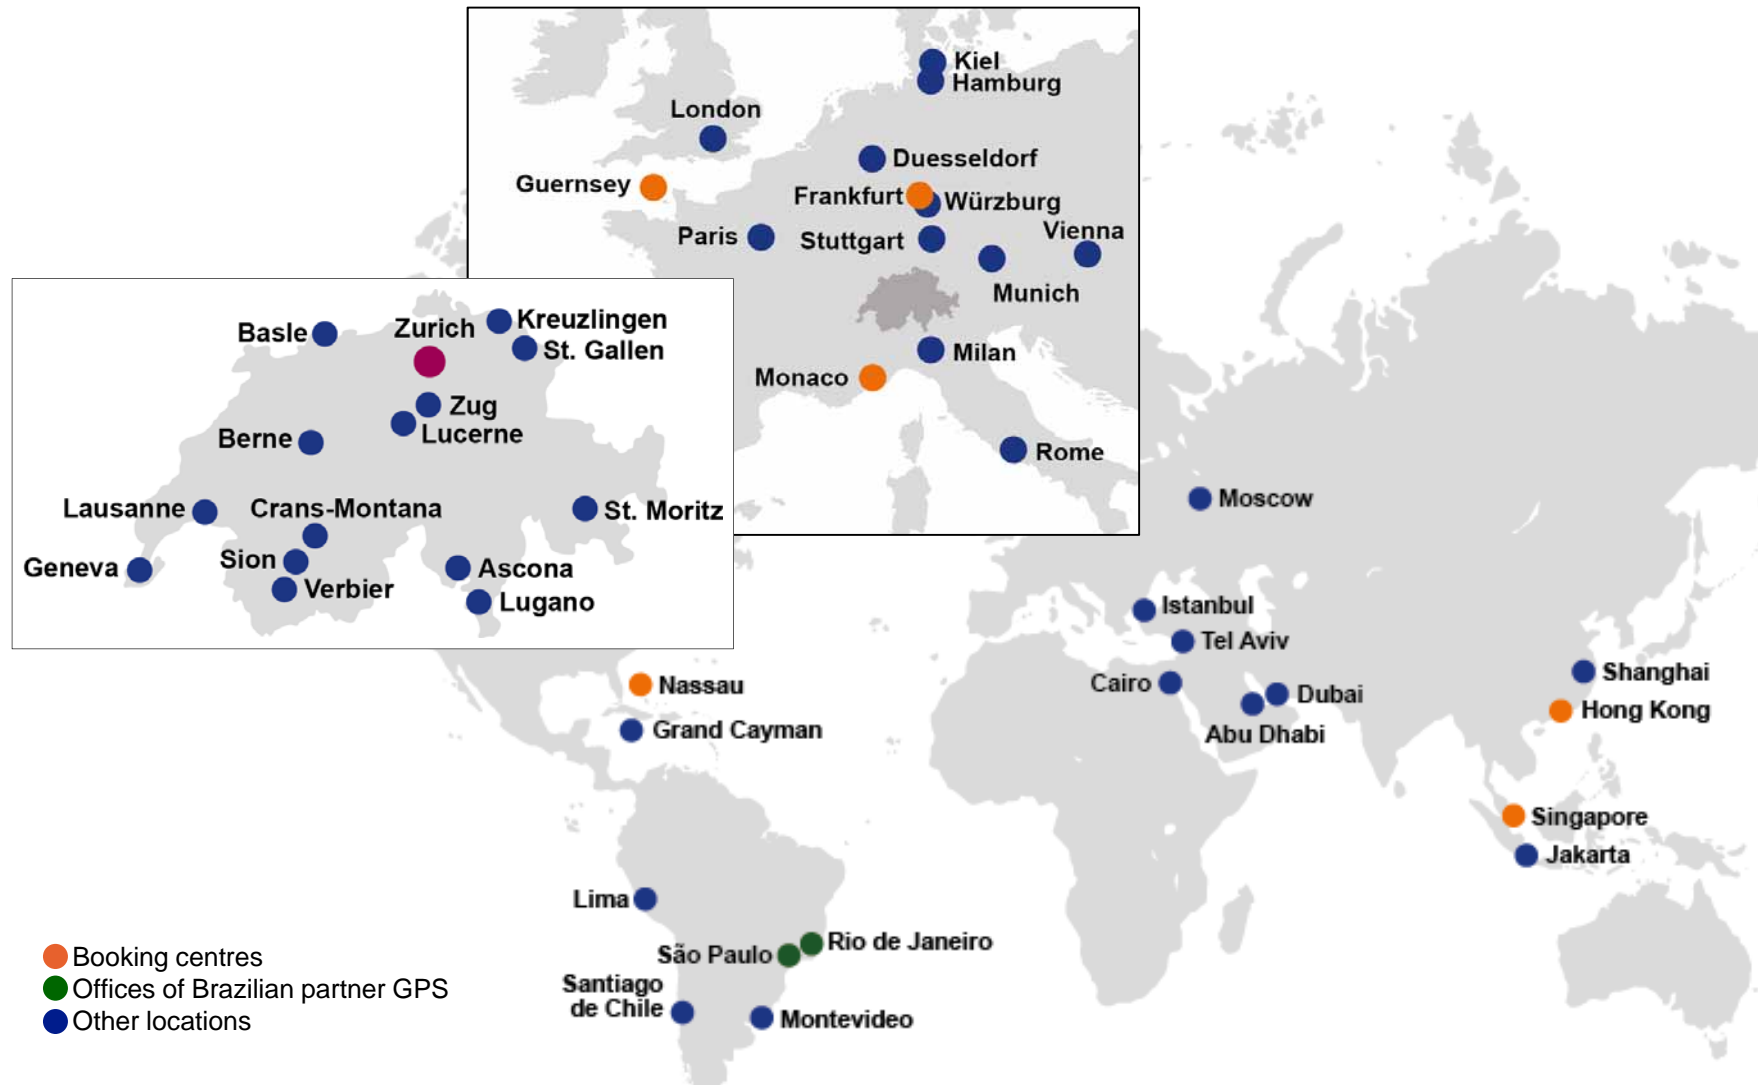 Kiel
Hamburg
London
Duesseldorf
Guernsey
Frankfurt
Würzburg
Paris
Stuttgart
Vienna
Munich
Milan
Monaco
Rome
Basle
Zurich
Kreuzlingen
St. Gallen
Zug
Lucerne
Berne
Lausanne
Crans-Montana
St. Moritz
Sion
Geneva
Verbier
Ascona
Lugano
Moscow
Istanbul
Tel Aviv
Cairo
Dubai
Abu Dhabi
Shanghai
Hong Kong
Nassau
Grand Cayman
Singapore
Jakarta
Lima
Rio de Janeiro
São Paulo
Santiago
de Chile
Montevideo
Booking centres
Offices of Brazilian partner GPS
Other locations